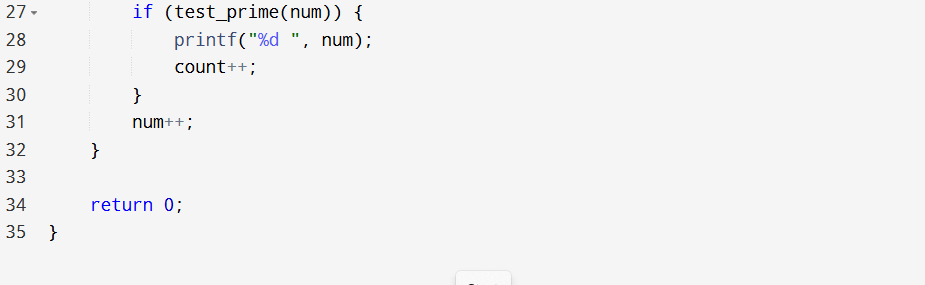 27        if (test_prime(num)) {
28            printf("%d ", num);
29            count++;
30        }
31        num++;
32    }
33
34    return 0;
35 }